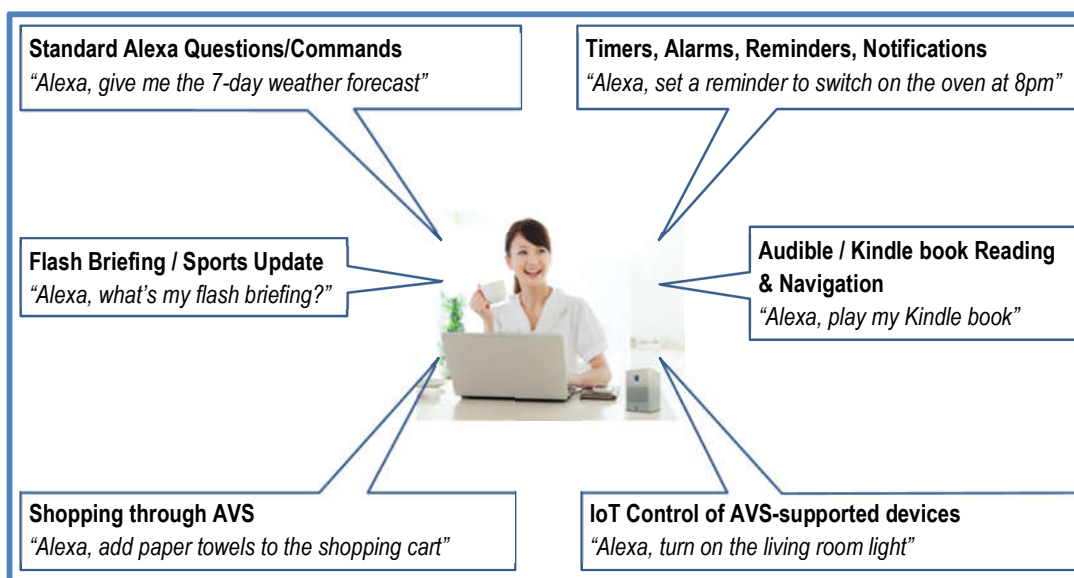 Standard Alexa Questions/Commands
“Alexa, give me the 7-day weather forecast”
Timers, Alarms, Reminders, Notifications
“Alexa, set a reminder to switch on the oven at 8pm”
Flash Briefing / Sports Update
“Alexa, what’s my flash briefing?”
Audible / Kindle book Reading
& Navigation
“Alexa, play my Kindle book”
Shopping through AVS
“Alexa, add paper towels to the shopping cart”
IoT Control of AVS-supported devices
“Alexa, turn on the living room light”